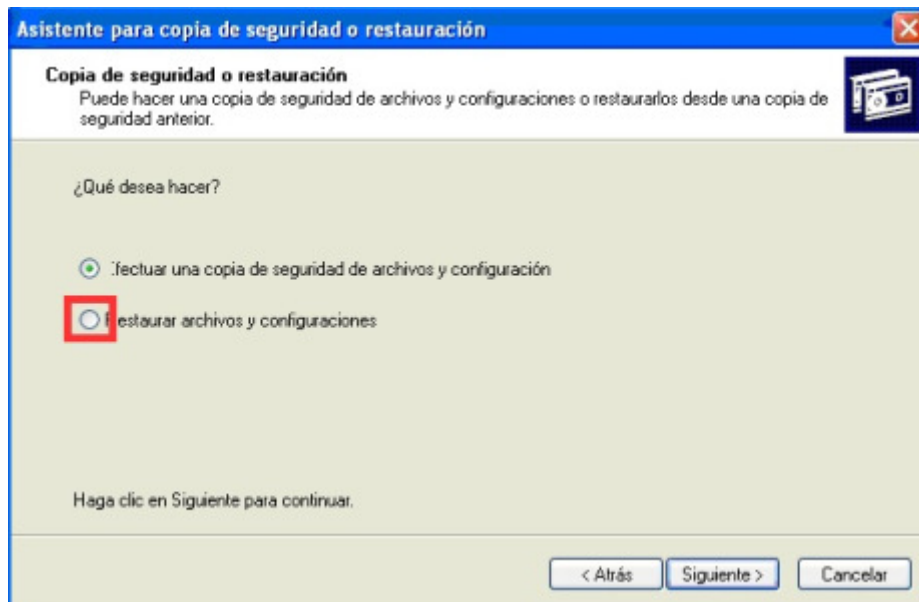 Asistente para copia de seguridad o restauración
Copia de seguridad o restauración
Puede hacer una copia de seguridad de archivos y configuraciones o restaurarlos desde una copia de
seguridad anterior.
¿Qué desea hacer?
Efectuar una copia de seguridad de archivos y configuración
Restaurar archivos y configuraciones
Haga clic en Siguiente para continuar.
< Atrás
Siguiente >
Cancelar